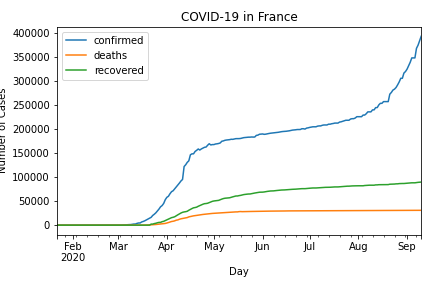 COVID-19 in France
confirmed
deaths
recovered
400000
350000
300000
250000
200000
150000
100000
50000
0
Number of Cases
Feb Mar Apr May Jun Jul Aug Sep
2020
Day